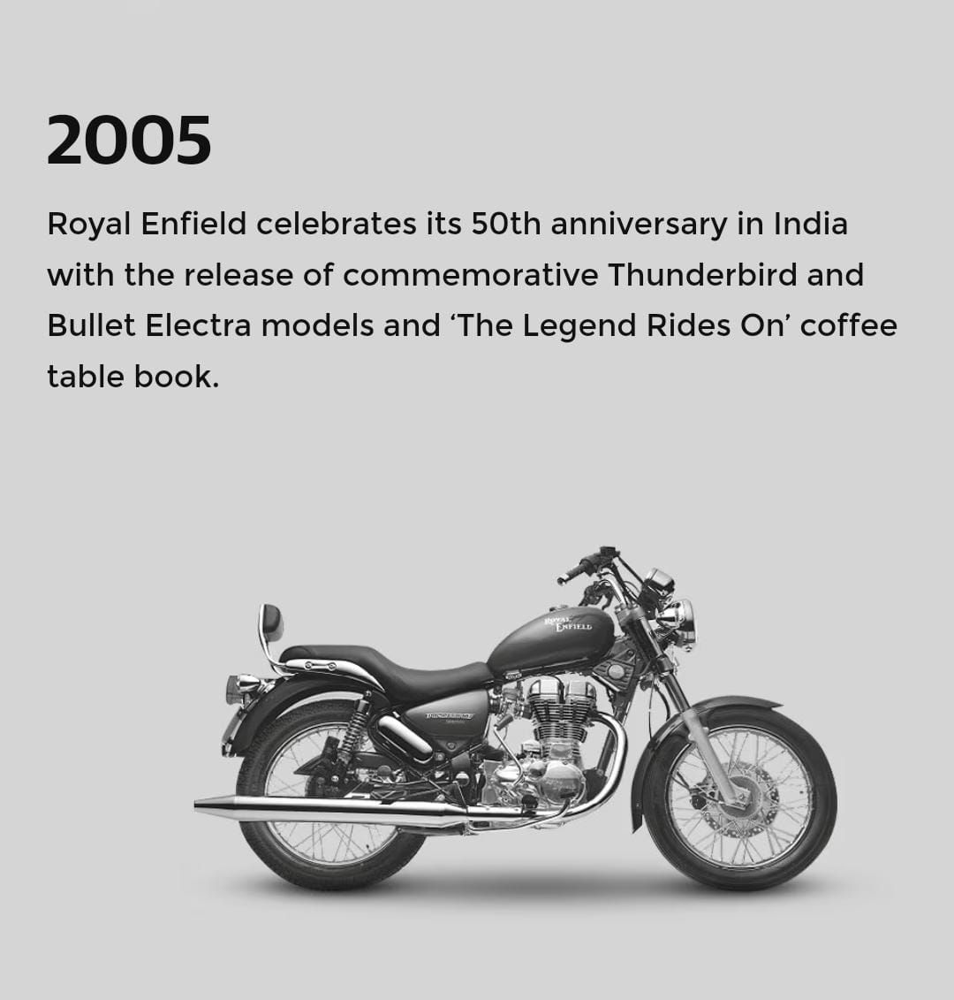 2005
Royal Enfield celebrates its 50th anniversary in India
with the release of commemorative Thunderbird and
Bullet Electra models and ‘The Legend Rides On’ coffee
table book.
ROYAL
ENFIELD